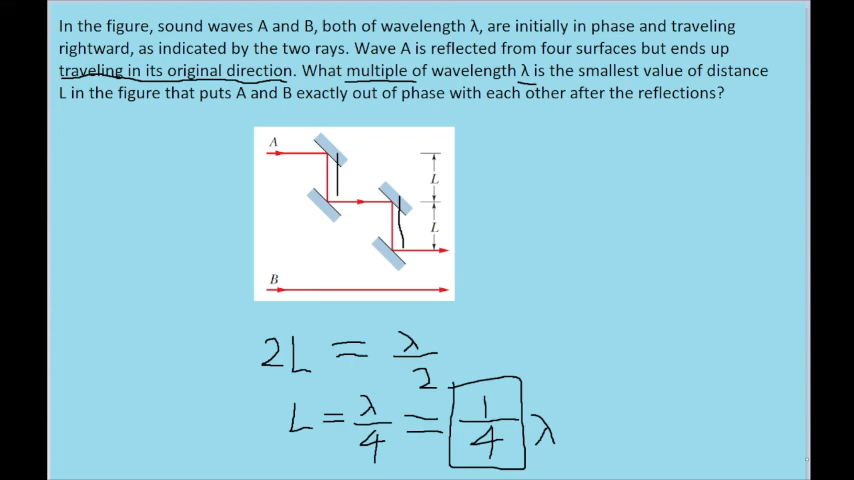 In the figure, sound waves A and B, both of wavelength λ, are initially in phase and traveling
rightward, as indicated by the two rays. Wave A is reflected from four surfaces but ends up
traveling in its original direction. What multiple of wavelength λ is the smallest value of distance
L in the figure that puts A and B exactly out of phase with each other after the reflections?
A
L
L
B
2L = λ/2
L = λ/4 = 1/4 λ